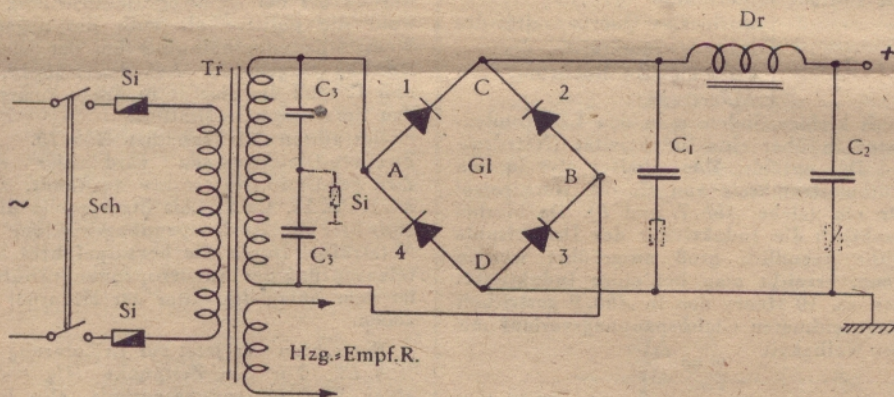 Dr
+
Si
Tr
1
C
2
C₃
C₁
C₂
~
Sch
A
Gl
B
Si
C₃
4
D
3
Si
Hzg.=Empf.R.